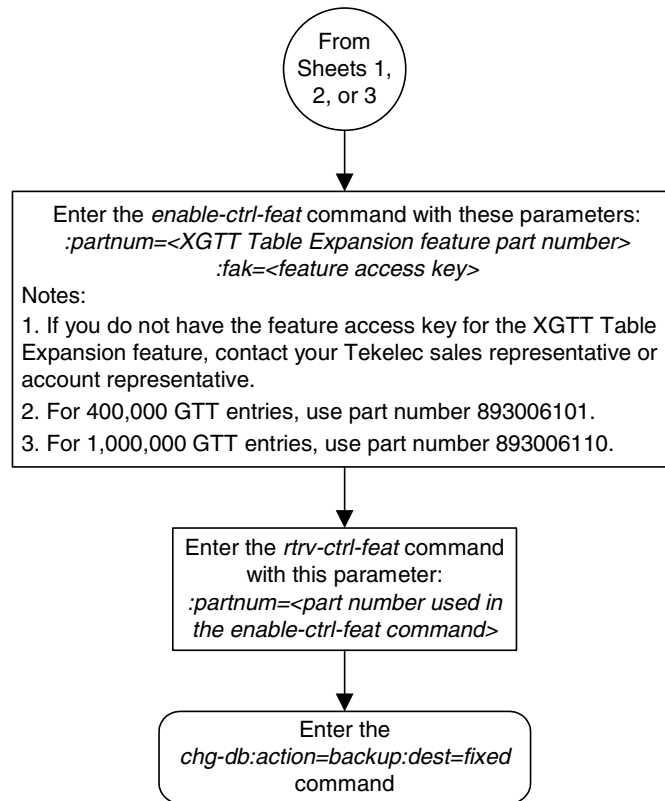 From
Sheets 1,
2, or 3
Enter the enable-ctrl-feat command with these parameters:
:partnum=<XGTT Table Expansion feature part number>
:fak=<feature access key>
Notes:
1. If you do not have the feature access key for the XGTT Table
Expansion feature, contact your Tekelec sales representative or
account representative.
2. For 400,000 GTT entries, use part number 893006101.
3. For 1,000,000 GTT entries, use part number 893006110.
Enter the rtrv-ctrl-feat command
with this parameter:
:partnum=<part number used in
the enable-ctrl-feat command>
Enter the
chg-db:action=backup:dest=fixed
command